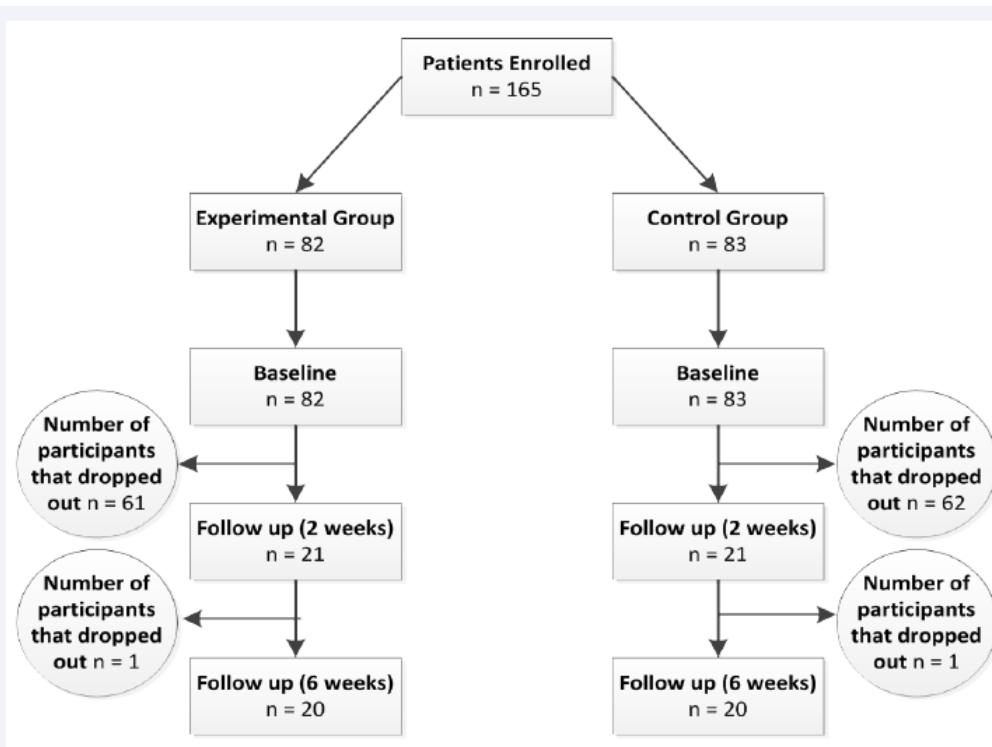 Patients Enrolled
n = 165
Experimental Group
n = 82
Control Group
n = 83
Baseline
n = 82
Baseline
n = 83
Number of
participants
that dropped
out n = 61
Number of
participants
that dropped
out n = 62
Follow up (2 weeks)
n = 21
Follow up (2 weeks)
n = 21
Number of
participants
that dropped
out n = 1
Number of
participants
that dropped
out n = 1
Follow up (6 weeks)
n = 20
Follow up (6 weeks)
n = 20